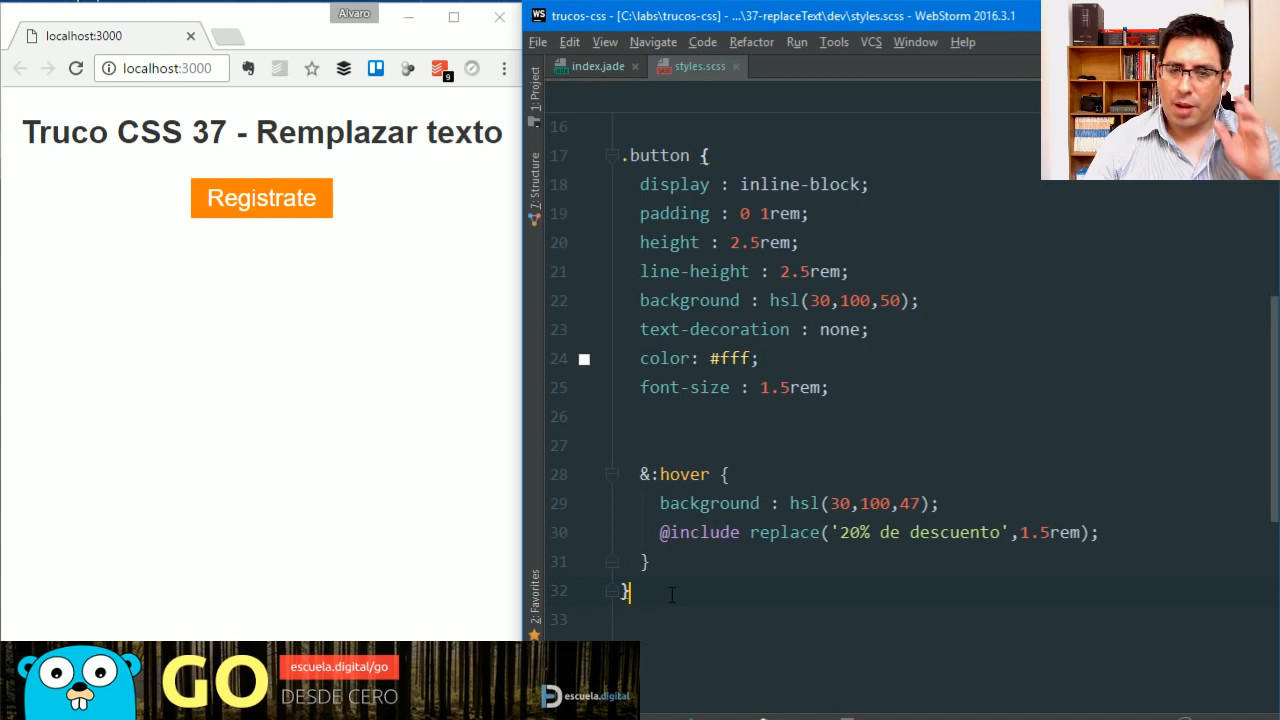 Alvaro
localhost:3000
localhost:3000
9
Truco CSS 37 - Remplazar texto
Registrate
WS trucos-css - [C:\labs\trucos-css] - ...\37-replaceText\dev\styles.scss - WebStorm 2016.3.1
File Edit View Navigate Code Refactor Run Tools VCS Window Help
index.jade styles.scss
1: Project
7: Structure
2: Favorites
16
17 .button {
18 display : inline-block;
19 padding : 0 1rem;
20 height : 2.5rem;
21 line-height : 2.5rem;
22 background : hsl(30,100,50);
23 text-decoration : none;
24 color: #fff;
25 font-size : 1.5rem;
26
27
28 &:hover {
29 background : hsl(30,100,47);
30 @include replace('20% de descuento',1.5rem);
31 }
32 }
33
GO
escuela.digital/go
DESDE CERO
escuela.digital